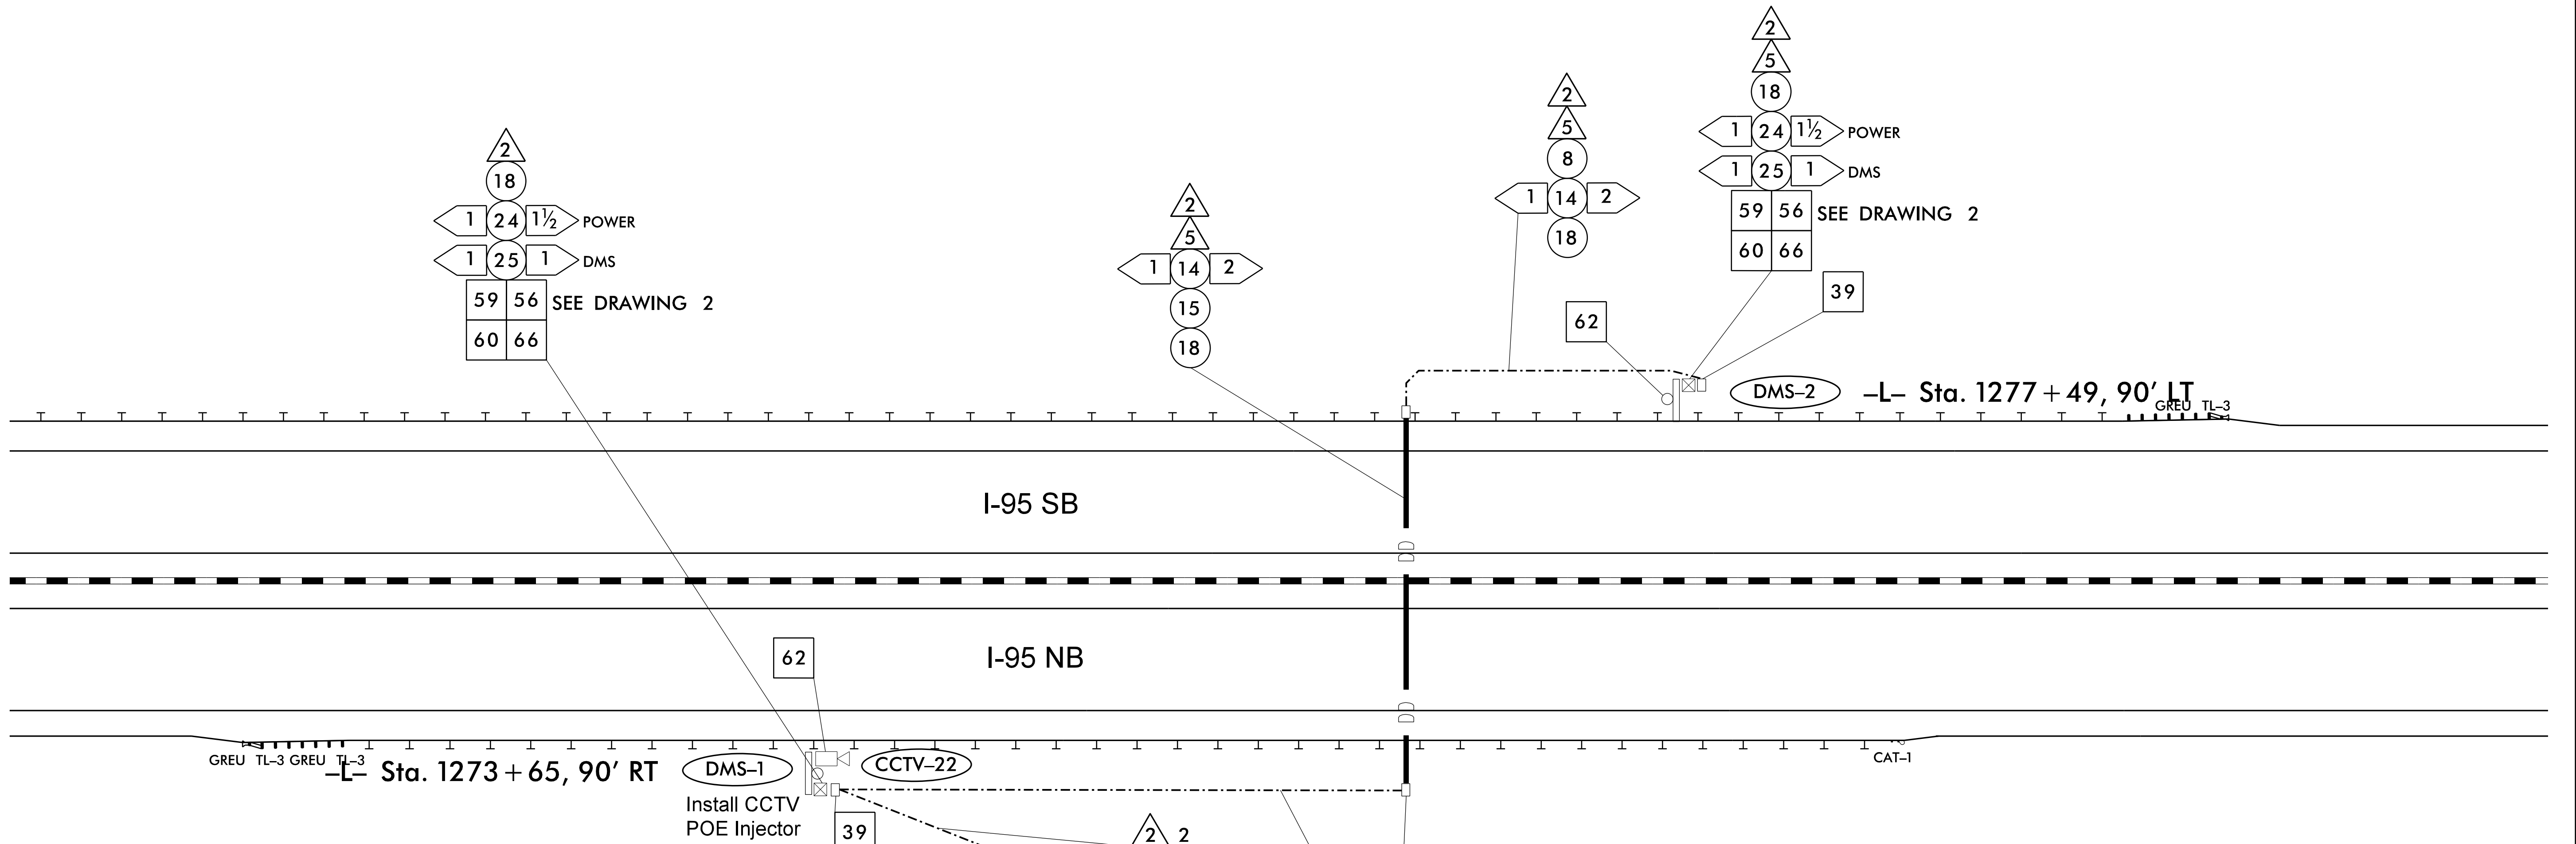 2
18
1 24 1½ POWER
1 25 1 DMS
59 56 SEE DRAWING 2
60 66
2
5
1 14 2
15
18
2
5
8
1 14 2
18
2
5
18
1 24 1½ POWER
1 25 1 DMS
59 56 SEE DRAWING 2
60 66
62
39
DMS–2 –L– Sta. 1277+49, 90' LT
GREU TL–3
I-95 SB
I-95 NB
62
GREU TL–3 GREU TL–3
–L– Sta. 1273+65, 90' RT DMS–1 CCTV–22
CAT–1
Install CCTV
POE Injector
39
2 2